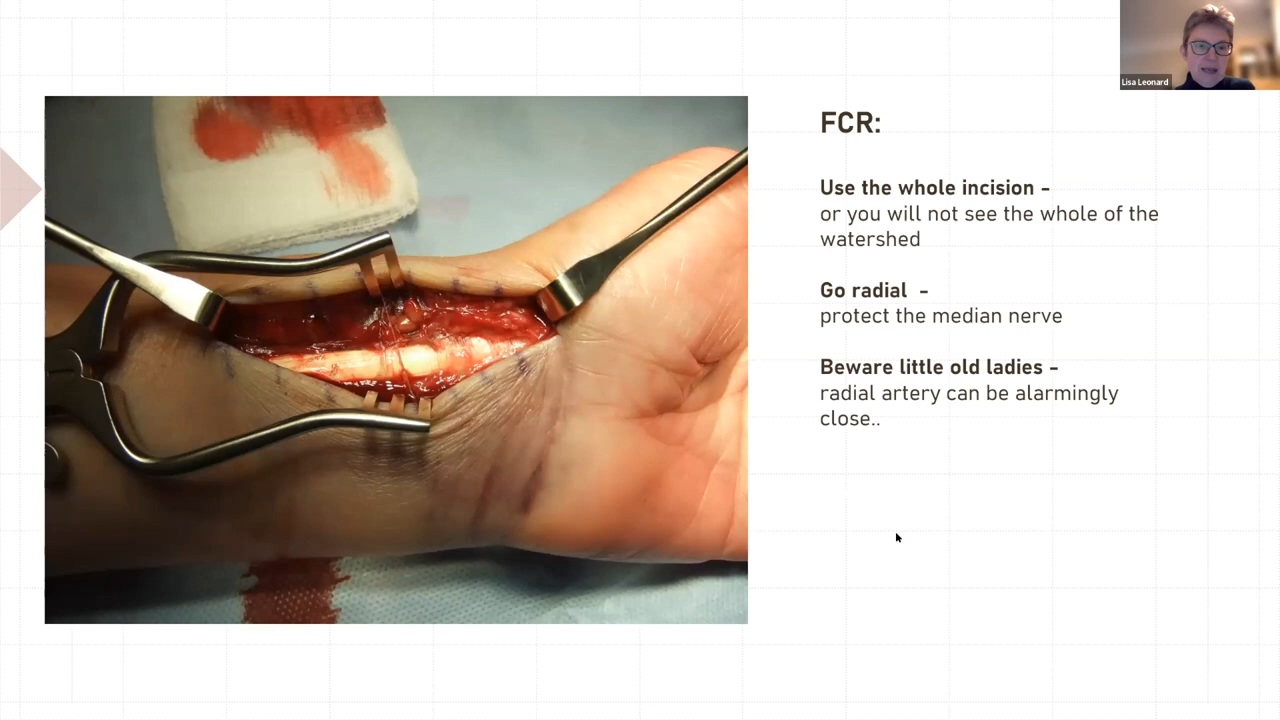 Lisa Leonard
FCR:
Use the whole incision -
or you will not see the whole of the
watershed
Go radial -
protect the median nerve
Beware little old ladies -
radial artery can be alarmingly
close..